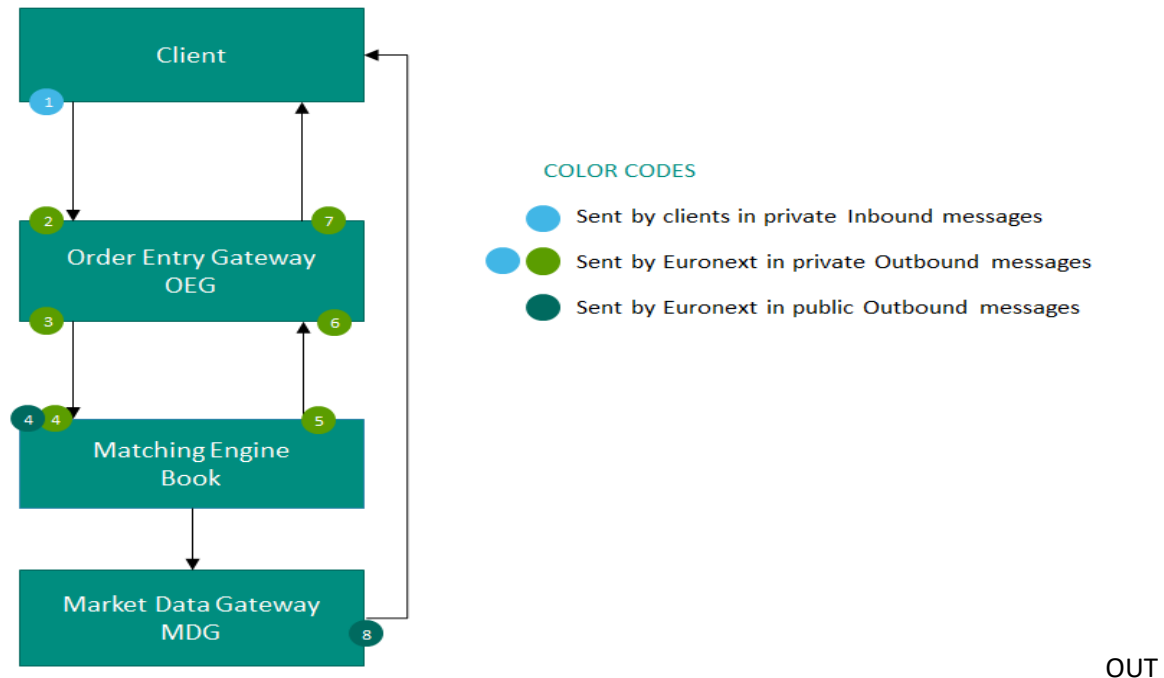 Client
1
2
7
Order Entry Gateway
OEG
3
6
4
4
5
Matching Engine
Book
Market Data Gateway
MDG
8
COLOR CODES
Sent by clients in private Inbound messages
Sent by Euronext in private Outbound messages
Sent by Euronext in public Outbound messages
OUT